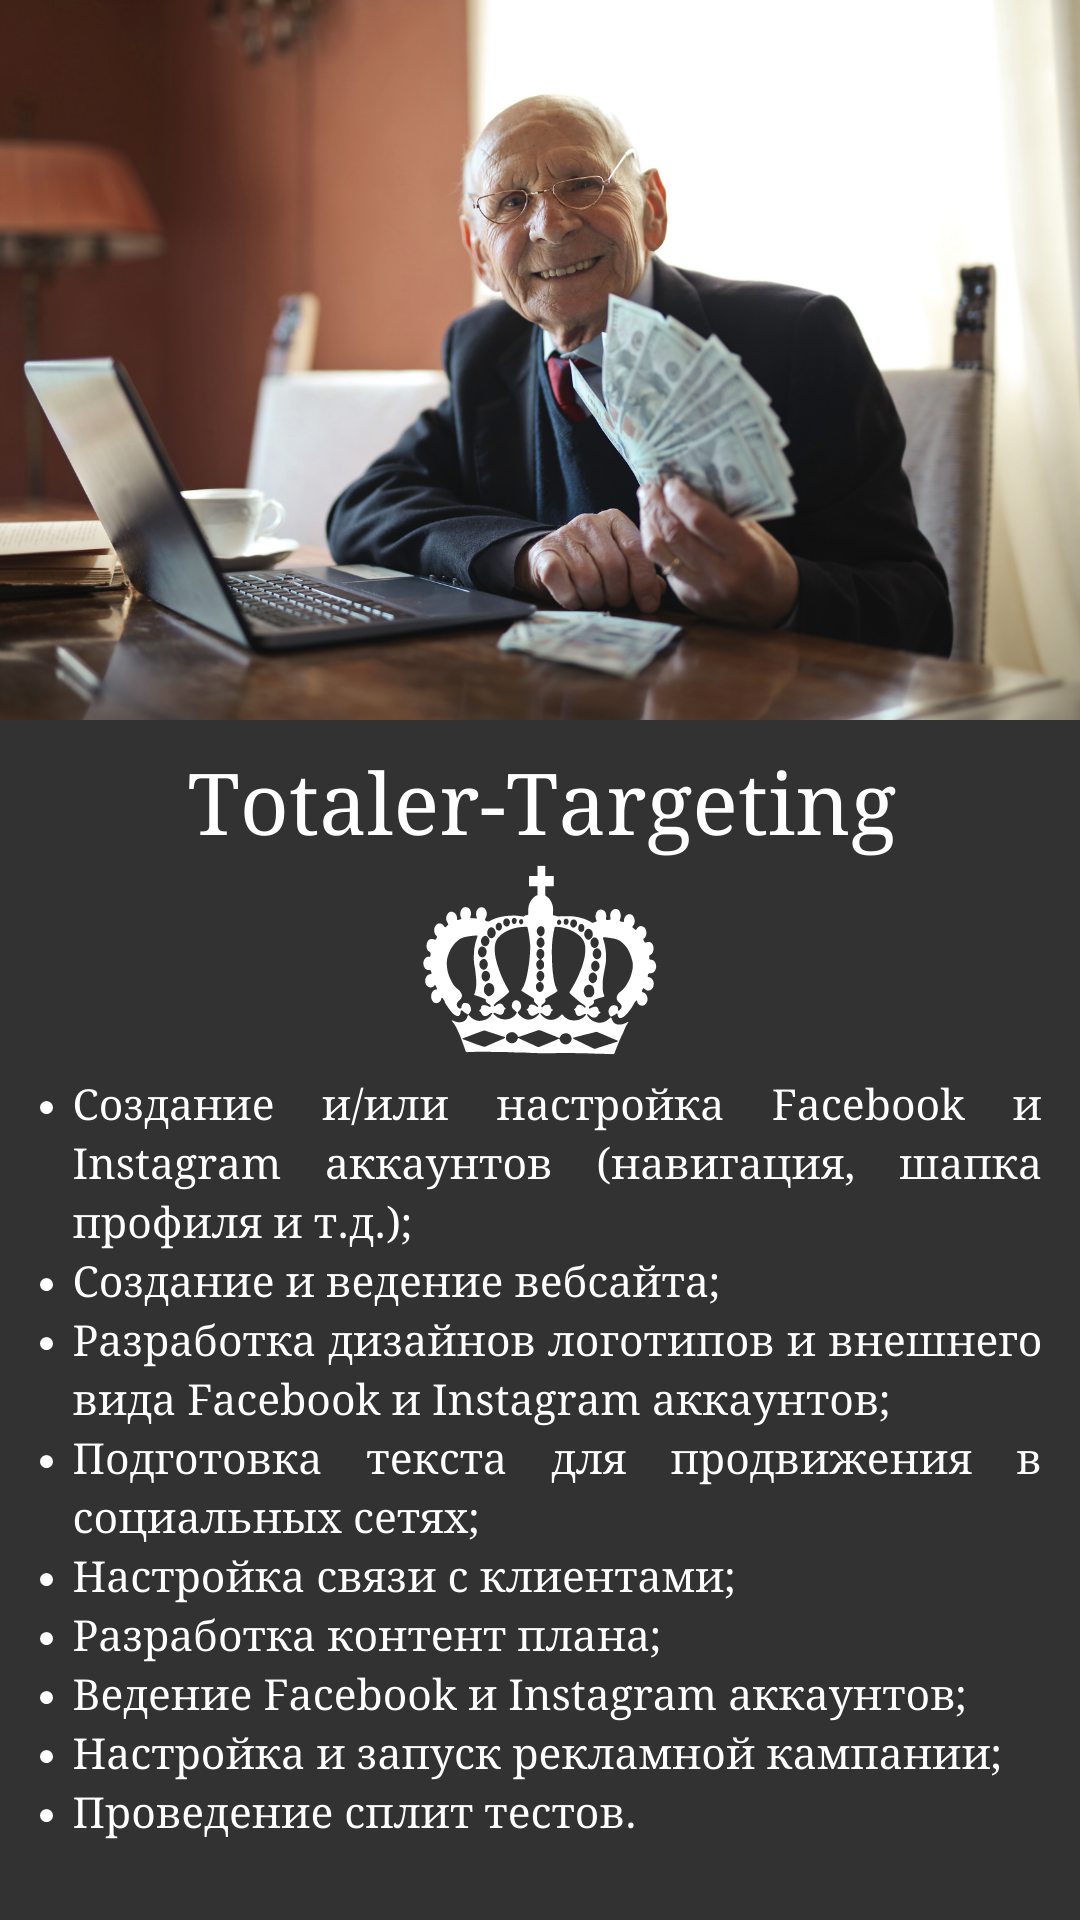 Totaler-Targeting
• Создание и/или настройка Facebook и
Instagram аккаунтов (навигация, шапка
профиля и т.д.);
• Создание и ведение вебсайта;
• Разработка дизайнов логотипов и внешнего
вида Facebook и Instagram аккаунтов;
• Подготовка текста для продвижения в
социальных сетях;
• Настройка связи с клиентами;
• Разработка контент плана;
• Ведение Facebook и Instagram аккаунтов;
• Настройка и запуск рекламной кампании;
• Проведение сплит тестов.